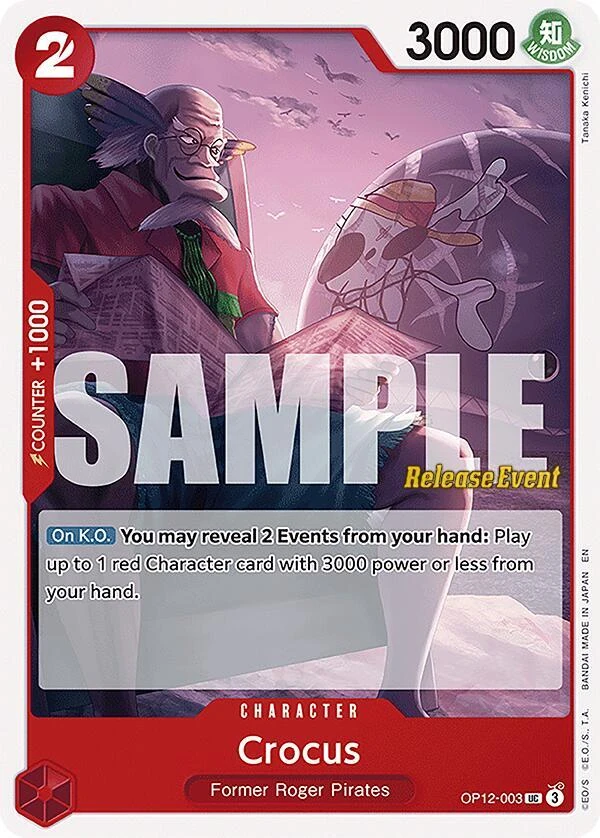 2
3000
知
WISDOM
Tanaka Kenichi
COUNTER +1000
SAMPLE
Release Event
On K.O. You may reveal 2 Events from your hand: Play
up to 1 red Character card with 3000 power or less from
your hand.
CHARACTER
Crocus
Former Roger Pirates
OP12-003 UC 3
©E.O/S ©E.O./S., T.A. BANDAI MADE IN JAPAN EN